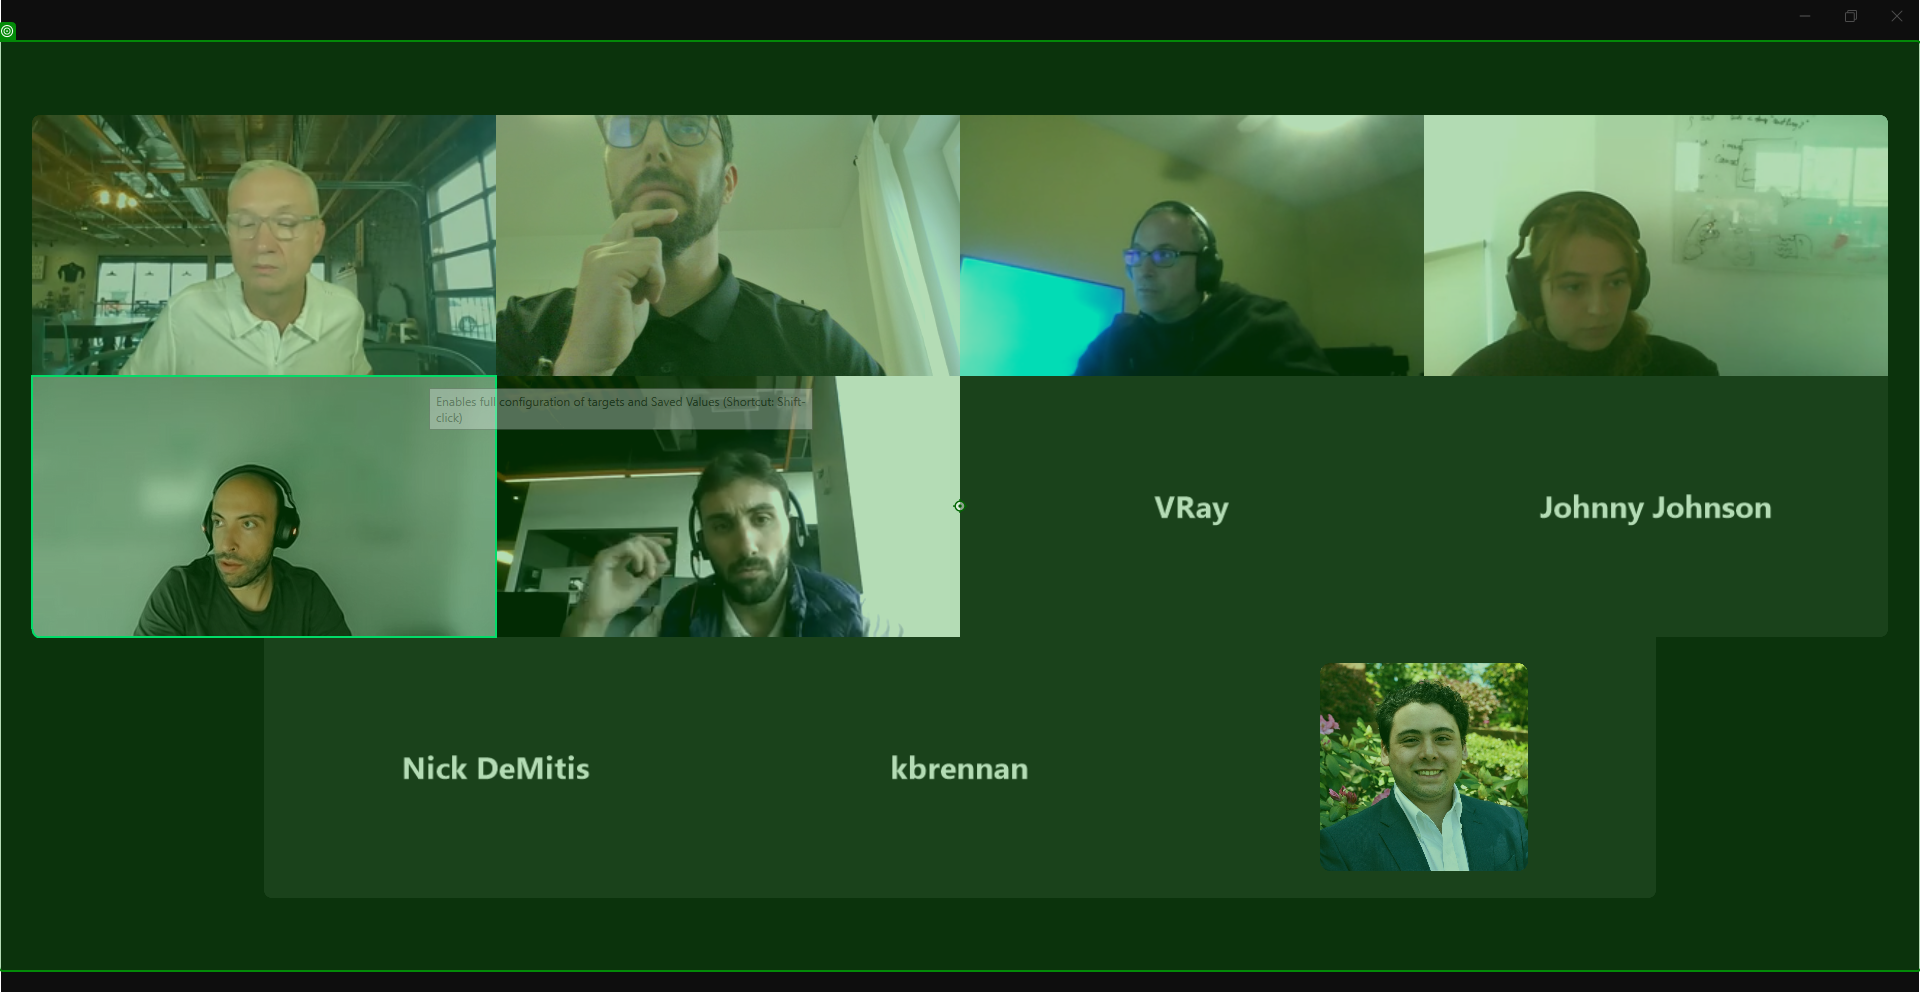 Enables full configuration of targets and Saved Values (Shortcut: Shift-
click)
VRay
Johnny Johnson
Nick DeMitis
kbrennan